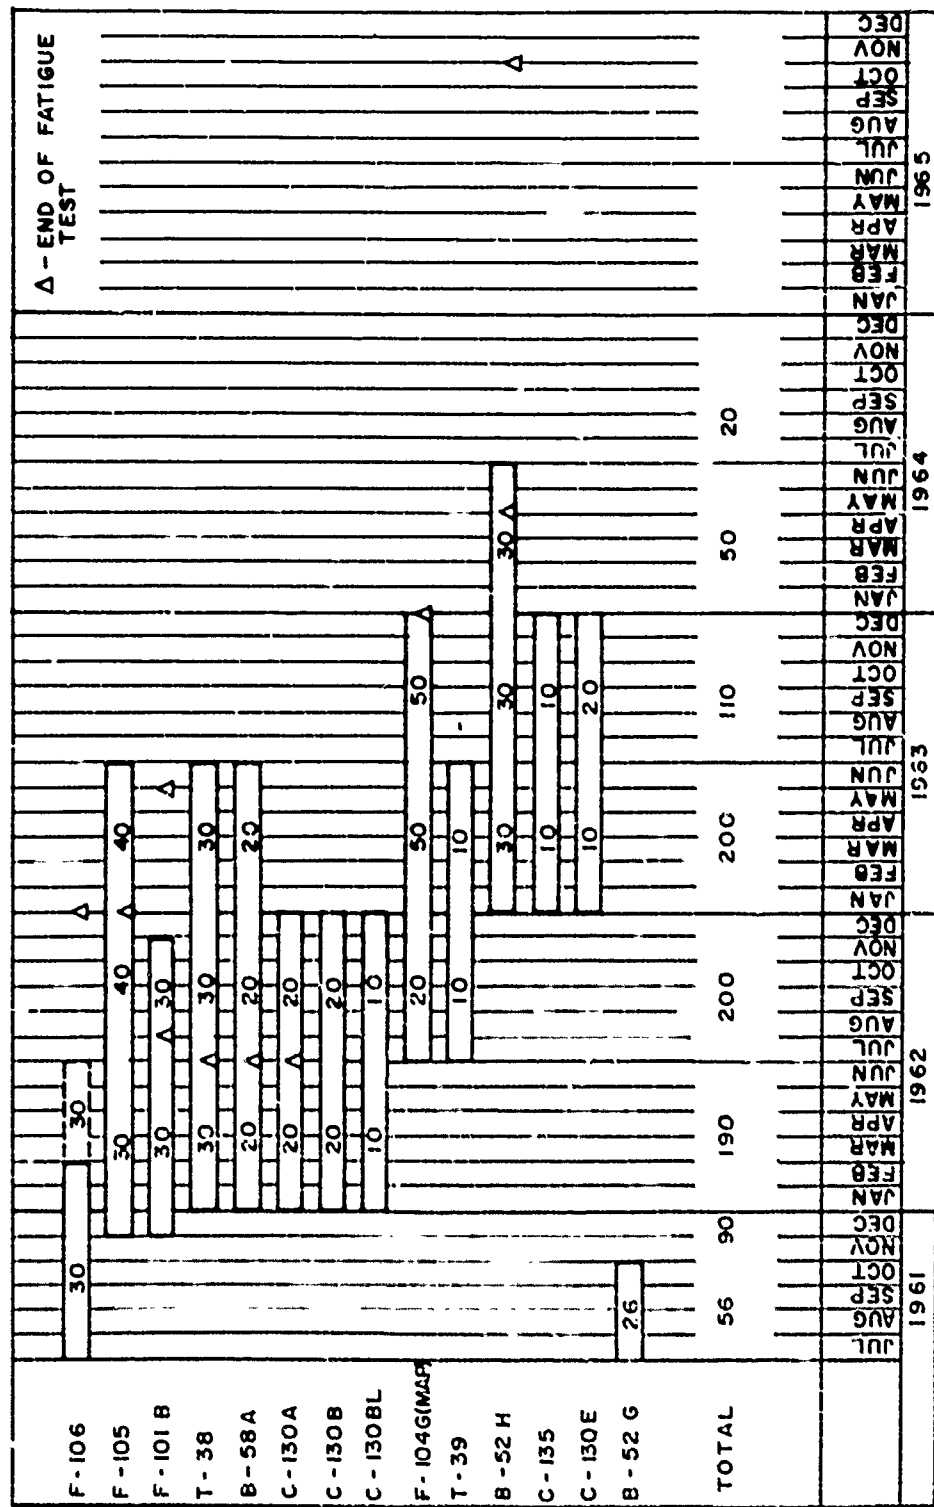 Δ - END OF FATIGUE
TEST
F-106 30 30 Δ
F-105 30 40 Δ 40
F-101 B 30 Δ 30 Δ
T-38 30 Δ 30 30
B-58A 20 Δ 20 20
C-130A 20 Δ 20
C-130B 20 20
C-130BL 10 10
F-104G(MAP) 20 50 50 Δ
T-39 10 10
B-52 H 30 30 30 Δ Δ
C-135 10 10
C-130E 10 20
B-52 G 26
TOTAL 56 90 190 200 200 110 50 20
JUL AUG SEP OCT NOV DEC JAN FEB MAR APR MAY JUN JUL AUG SEP OCT NOV DEC JAN FEB MAR APR MAY JUN JUL AUG SEP OCT NOV DEC JAN FEB MAR APR MAY JUN JUL AUG SEP OCT NOV DEC JAN FEB MAR APR MAY JUN JUL AUG SEP OCT NOV DEC
1961 1962 1963 1964 1965